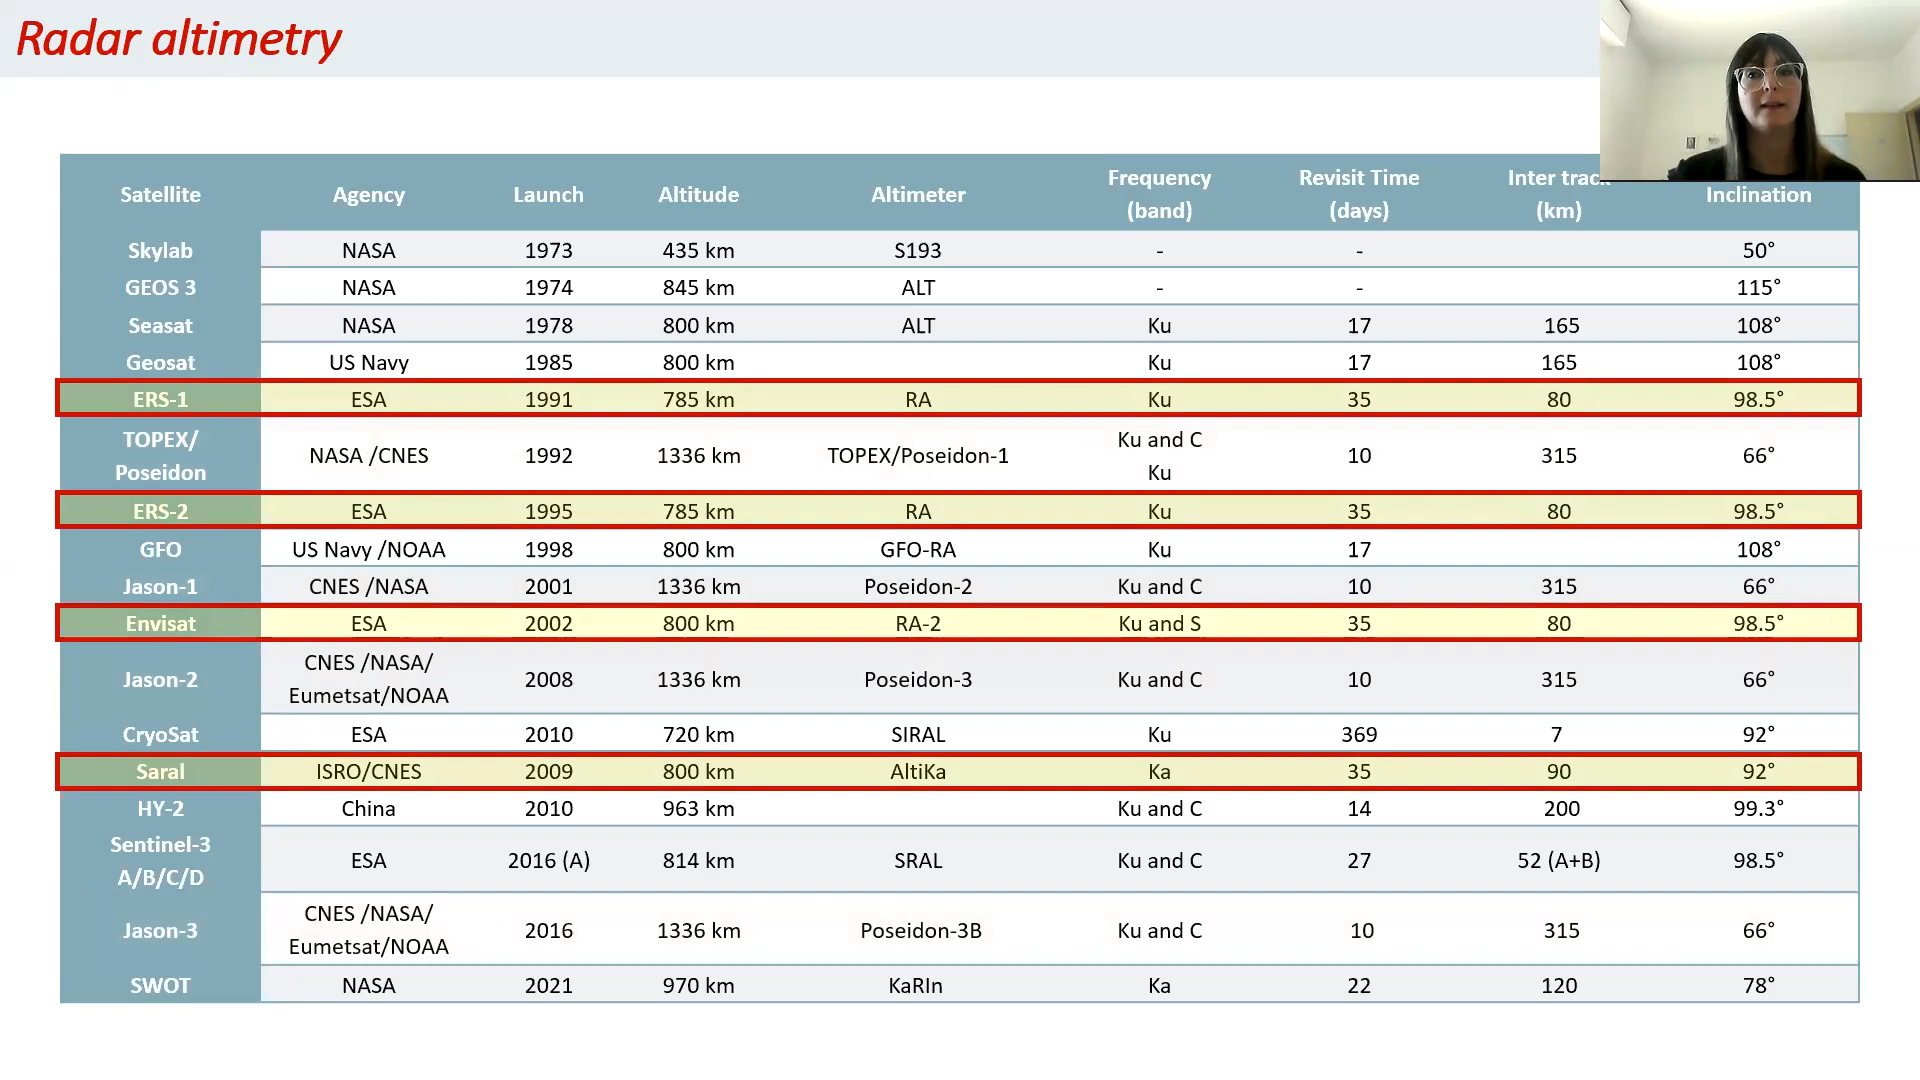 Radar altimetry
Satellite Agency Launch Altitude Altimeter Frequency (band) Revisit Time (days) Inter track (km) Inclination
Skylab NASA 1973 435 km S193 - - 50°
GEOS 3 NASA 1974 845 km ALT - - 115°
Seasat NASA 1978 800 km ALT Ku 17 165 108°
Geosat US Navy 1985 800 km Ku 17 165 108°
ERS-1 ESA 1991 785 km RA Ku 35 80 98.5°
TOPEX/ Poseidon NASA /CNES 1992 1336 km TOPEX/Poseidon-1 Ku and C Ku 10 315 66°
ERS-2 ESA 1995 785 km RA Ku 35 80 98.5°
GFO US Navy /NOAA 1998 800 km GFO-RA Ku 17 108°
Jason-1 CNES /NASA 2001 1336 km Poseidon-2 Ku and C 10 315 66°
Envisat ESA 2002 800 km RA-2 Ku and S 35 80 98.5°
Jason-2 CNES /NASA/ Eumetsat/NOAA 2008 1336 km Poseidon-3 Ku and C 10 315 66°
CryoSat ESA 2010 720 km SIRAL Ku 369 7 92°
Saral ISRO/CNES 2009 800 km AltiKa Ka 35 90 92°
HY-2 China 2010 963 km Ku and C 14 200 99.3°
Sentinel-3 A/B/C/D ESA 2016 (A) 814 km SRAL Ku and C 27 52 (A+B) 98.5°
Jason-3 CNES /NASA/ Eumetsat/NOAA 2016 1336 km Poseidon-3B Ku and C 10 315 66°
SWOT NASA 2021 970 km KaRIn Ka 22 120 78°